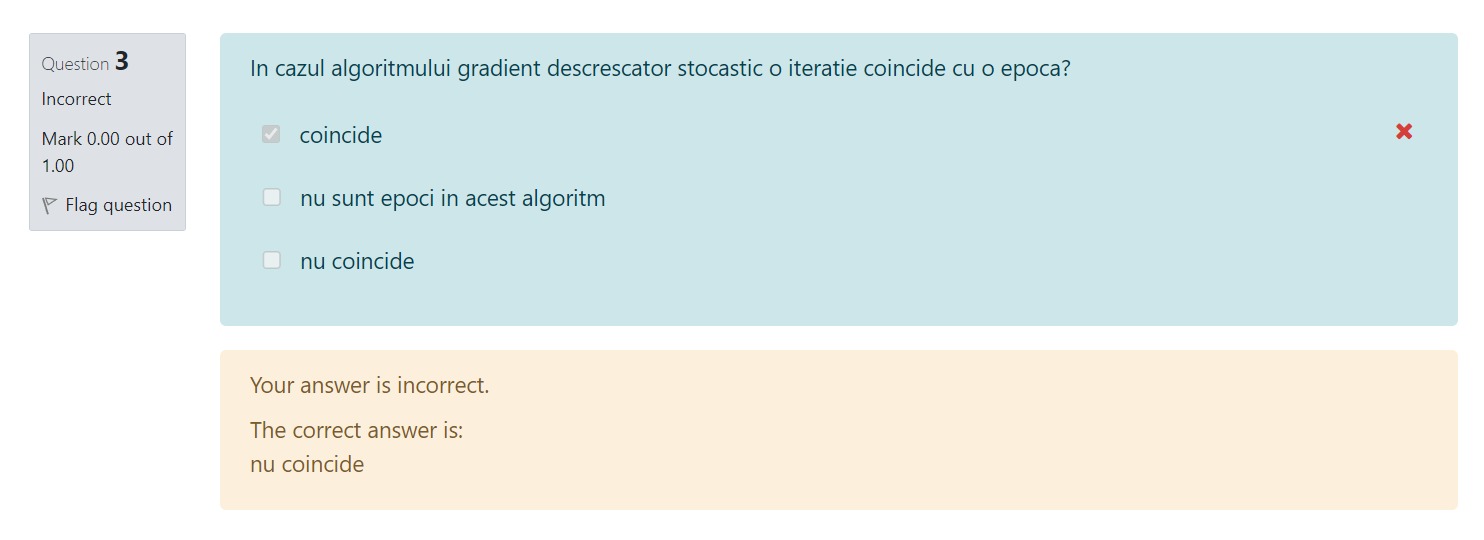 Question 3
Incorrect
Mark 0.00 out of
1.00
Flag question
In cazul algoritmului gradient descrescator stocastic o iteratie coincide cu o epoca?
coincide
nu sunt epoci in acest algoritm
nu coincide
Your answer is incorrect.
The correct answer is:
nu coincide